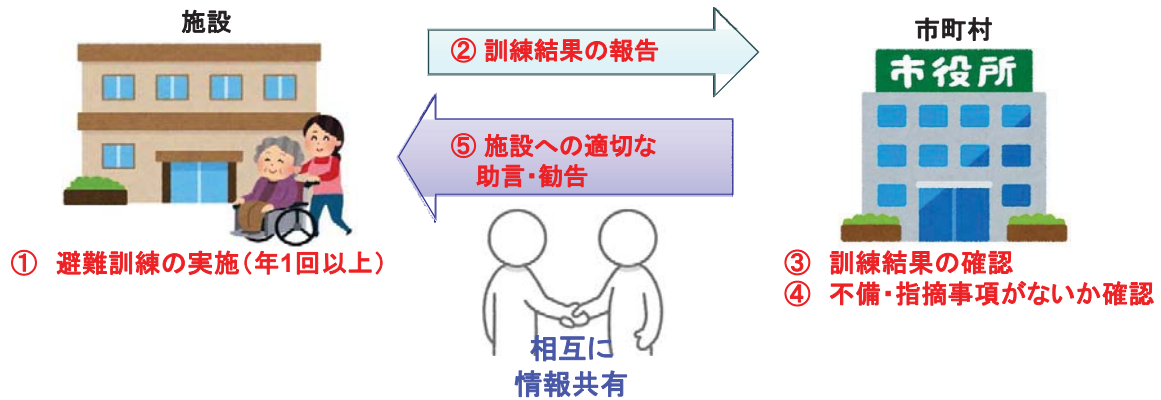 施設
市町村
市役所
② 訓練結果の報告
⑤ 施設への適切な
助言・勧告
① 避難訓練の実施（年1回以上）
③ 訓練結果の確認
④ 不備・指摘事項がないか確認
相互に
情報共有